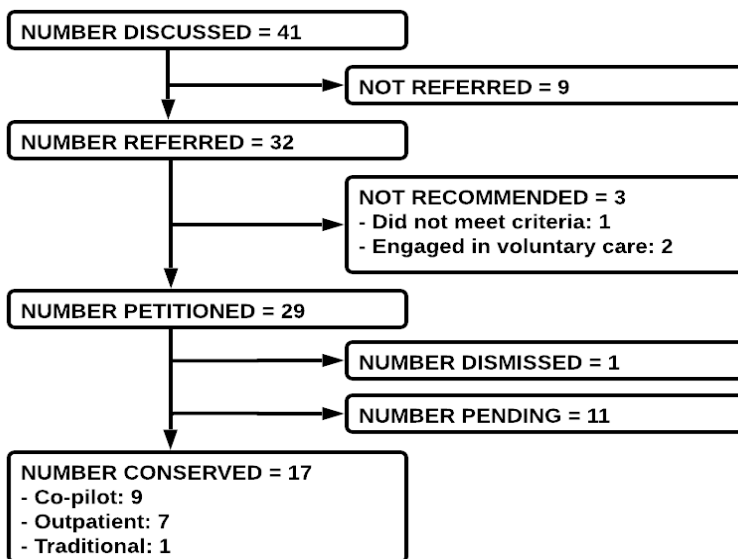 NUMBER DISCUSSED = 41
NOT REFERRED = 9
NUMBER REFERRED = 32
NOT RECOMMENDED = 3
- Did not meet criteria: 1
- Engaged in voluntary care: 2
NUMBER PETITIONED = 29
NUMBER DISMISSED = 1
NUMBER PENDING = 11
NUMBER CONSERVED = 17
- Co-pilot: 9
- Outpatient: 7
- Traditional: 1